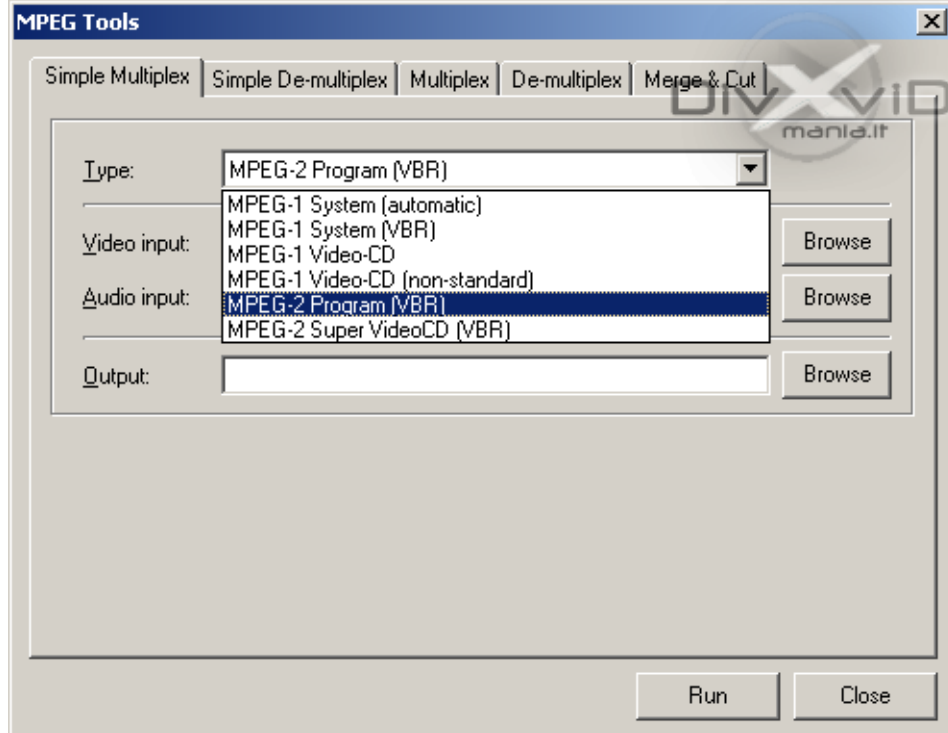 MPEG Tools
Simple Multiplex Simple De-multiplex Multiplex De-multiplex Merge & Cut
DivXviD
mania.it
Type: MPEG-2 Program (VBR)
MPEG-1 System (automatic)
MPEG-1 System (VBR)
MPEG-1 Video-CD
MPEG-1 Video-CD (non-standard)
MPEG-2 Program (VBR)
MPEG-2 Super VideoCD (VBR)
Video input: Browse
Audio input: Browse
Output: Browse
Run Close